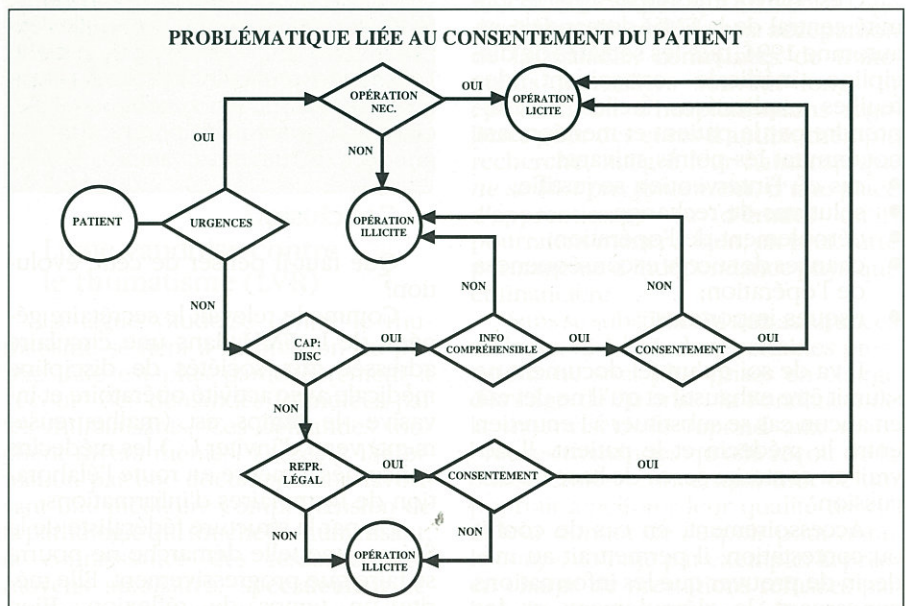 PROBLÉMATIQUE LIÉE AU CONSENTEMENT DU PATIENT
OPÉRATION
NEC.
OUI
OPÉRATION
LICITE
OUI
NON
PATIENT
URGENCES
OPÉRATION
ILLICITE
NON
NON
NON
CAP:
DISC
OUI
INFO
COMPRÉHENSIBLE
OUI
CONSENTEMENT
OUI
NON
REPR.
LÉGAL
OUI
CONSENTEMENT
OUI
NON
NON
OPÉRATION
ILLICITE